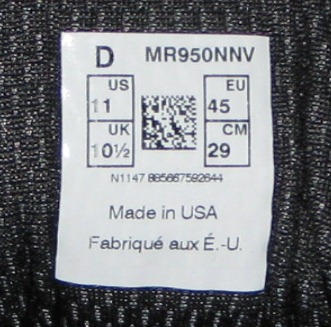 D MR950NNV
US EU
11 45
UK CM
10½ 29
N1147 885667592644
Made in USA
Fabriqué aux É.-U.